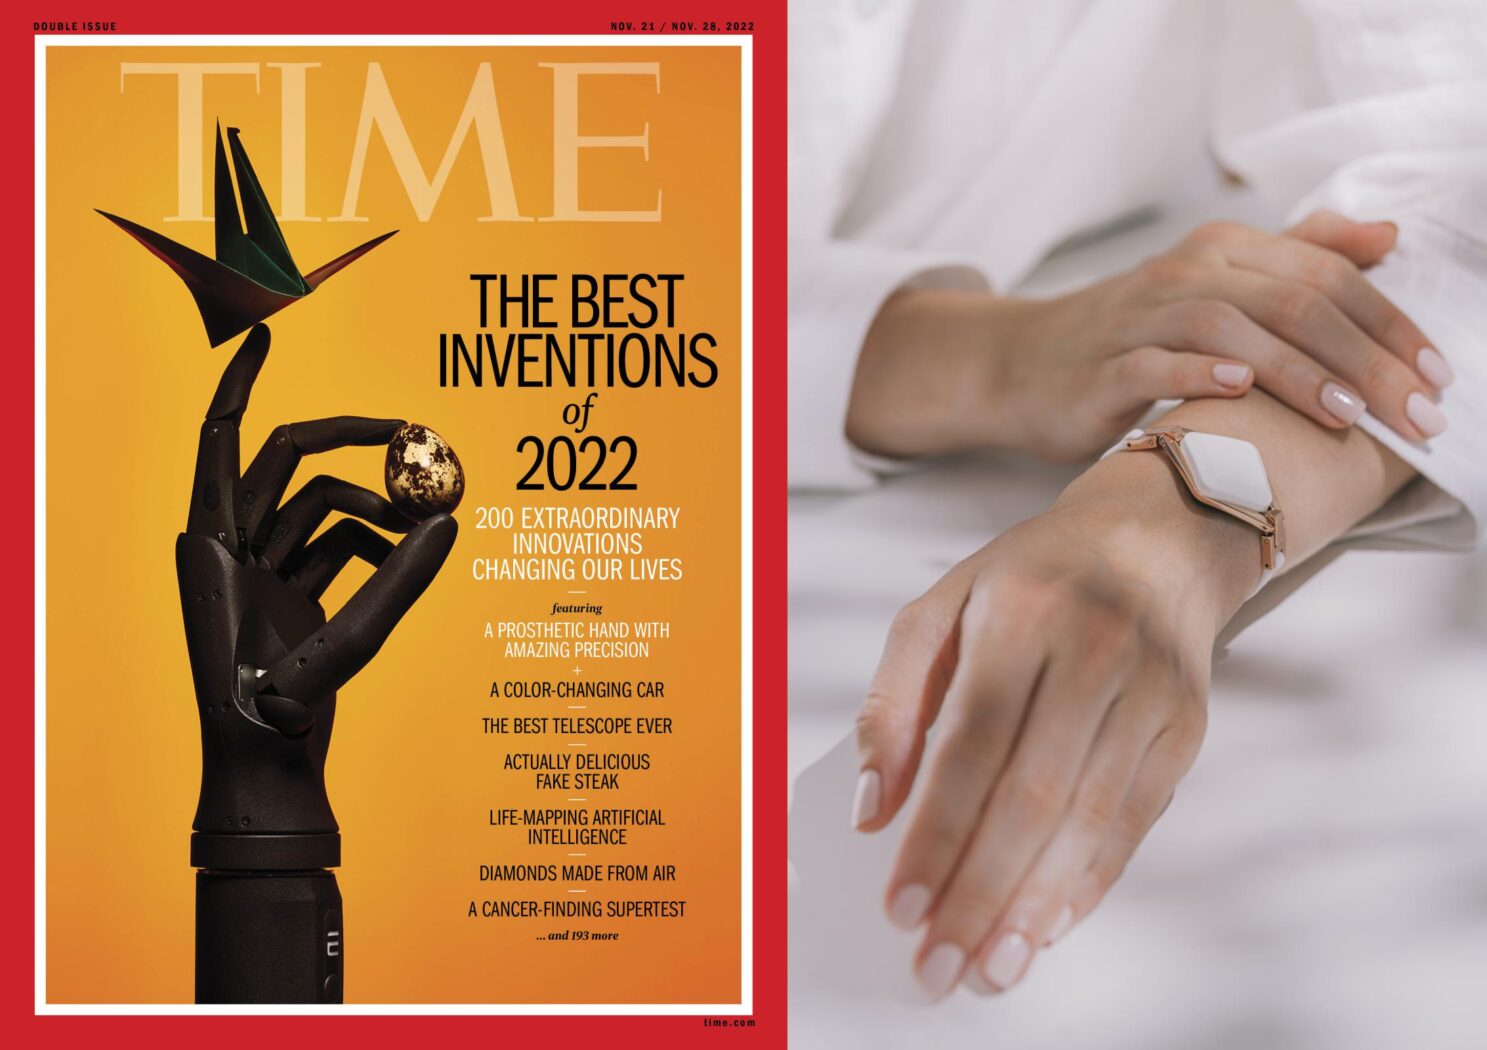 DOUBLE ISSUE
NOV. 21 / NOV. 28, 2022
TIME
THE BEST
INVENTIONS
of
2022
200 EXTRAORDINARY
INNOVATIONS
CHANGING OUR LIVES
featuring
A PROSTHETIC HAND WITH
AMAZING PRECISION
+
A COLOR-CHANGING CAR
THE BEST TELESCOPE EVER
ACTUALLY DELICIOUS
FAKE STEAK
LIFE-MAPPING ARTIFICIAL
INTELLIGENCE
DIAMONDS MADE FROM AIR
A CANCER-FINDING SUPERTEST
... and 193 more
time.com